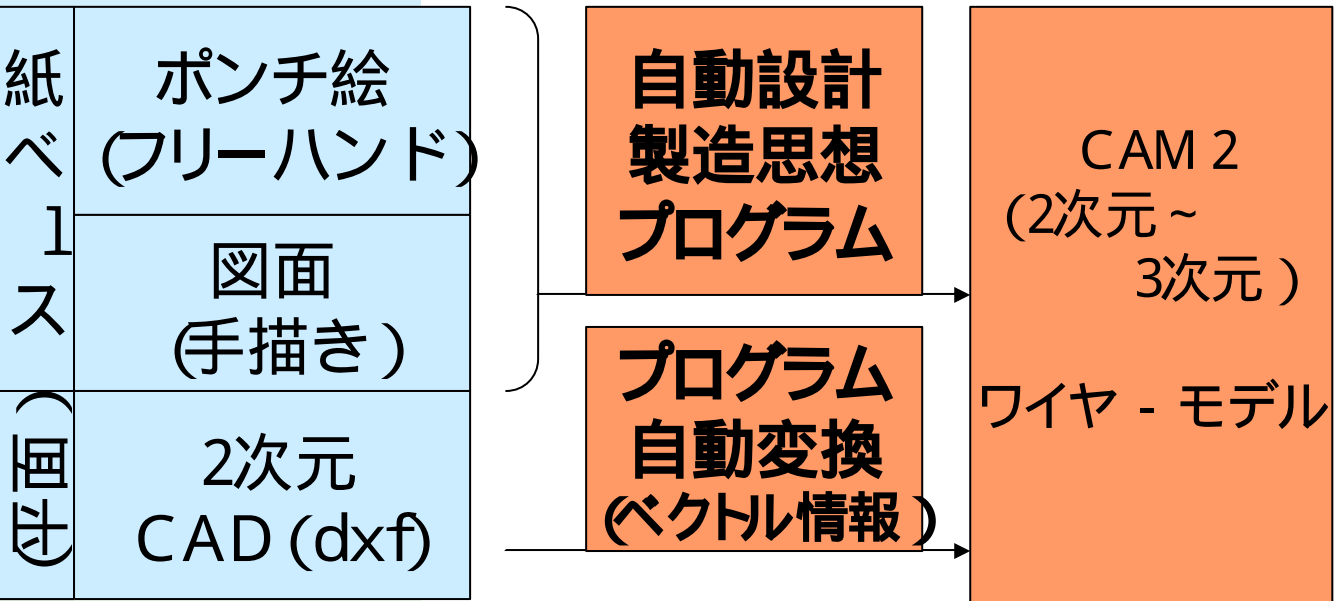 紙ベース
ポンチ絵
(フリーハンド)
図面
(手描き)
2次元
CAD (dxf)
自動設計
製造思想
プログラム
プログラム
自動変換
(ベクトル情報)
CAM 2
(2次元~
3次元)
ワイヤ - モデル